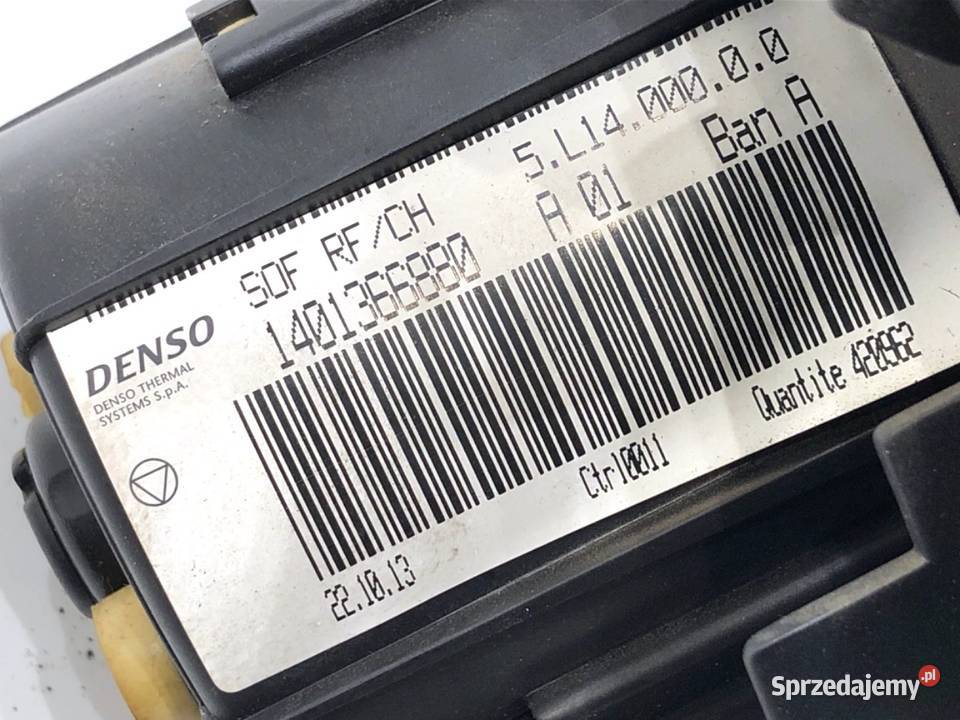 SOF RF/CH 5.L14.000.0.0
1401366880 A 01 Ban A
DENSO
DENSO THERMAL
SYSTEMS S.p.A.
Ctrl0011 Quantite 420962
22.10.13
Sprzedajemy.pl